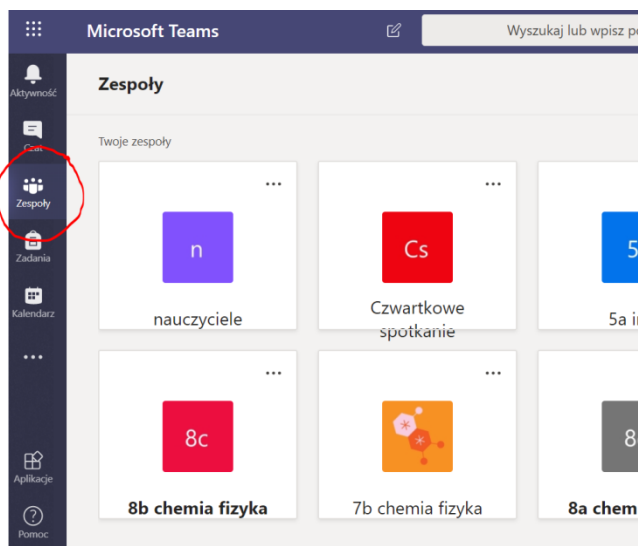 Microsoft Teams
Wyszukaj lub wpisz
Aktywność
Czat
Zespoły
Zadania
Kalendarz
Aplikacje
Pomoc
Zespoły
Twoje zespoły
n
nauczyciele
Cs
Czwartkowe
spotkanie
5
5a
8c
8b chemia fizyka
7b chemia fizyka
8
8a chem